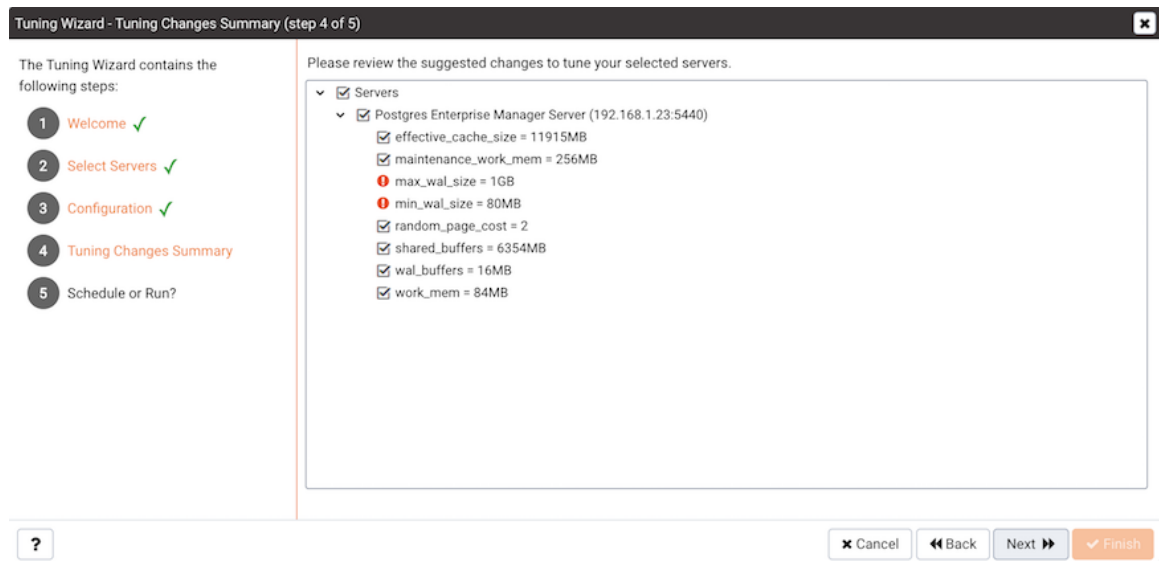 Tuning Wizard - Tuning Changes Summary (step 4 of 5)
The Tuning Wizard contains the
following steps:
1 Welcome
2 Select Servers
3 Configuration
4 Tuning Changes Summary
5 Schedule or Run?
Please review the suggested changes to tune your selected servers.
Servers
Postgres Enterprise Manager Server (192.168.1.23:5440)
effective_cache_size = 11915MB
maintenance_work_mem = 256MB
max_wal_size = 1GB
min_wal_size = 80MB
random_page_cost = 2
shared_buffers = 6354MB
wal_buffers = 16MB
work_mem = 84MB
? Cancel Back Next Finish